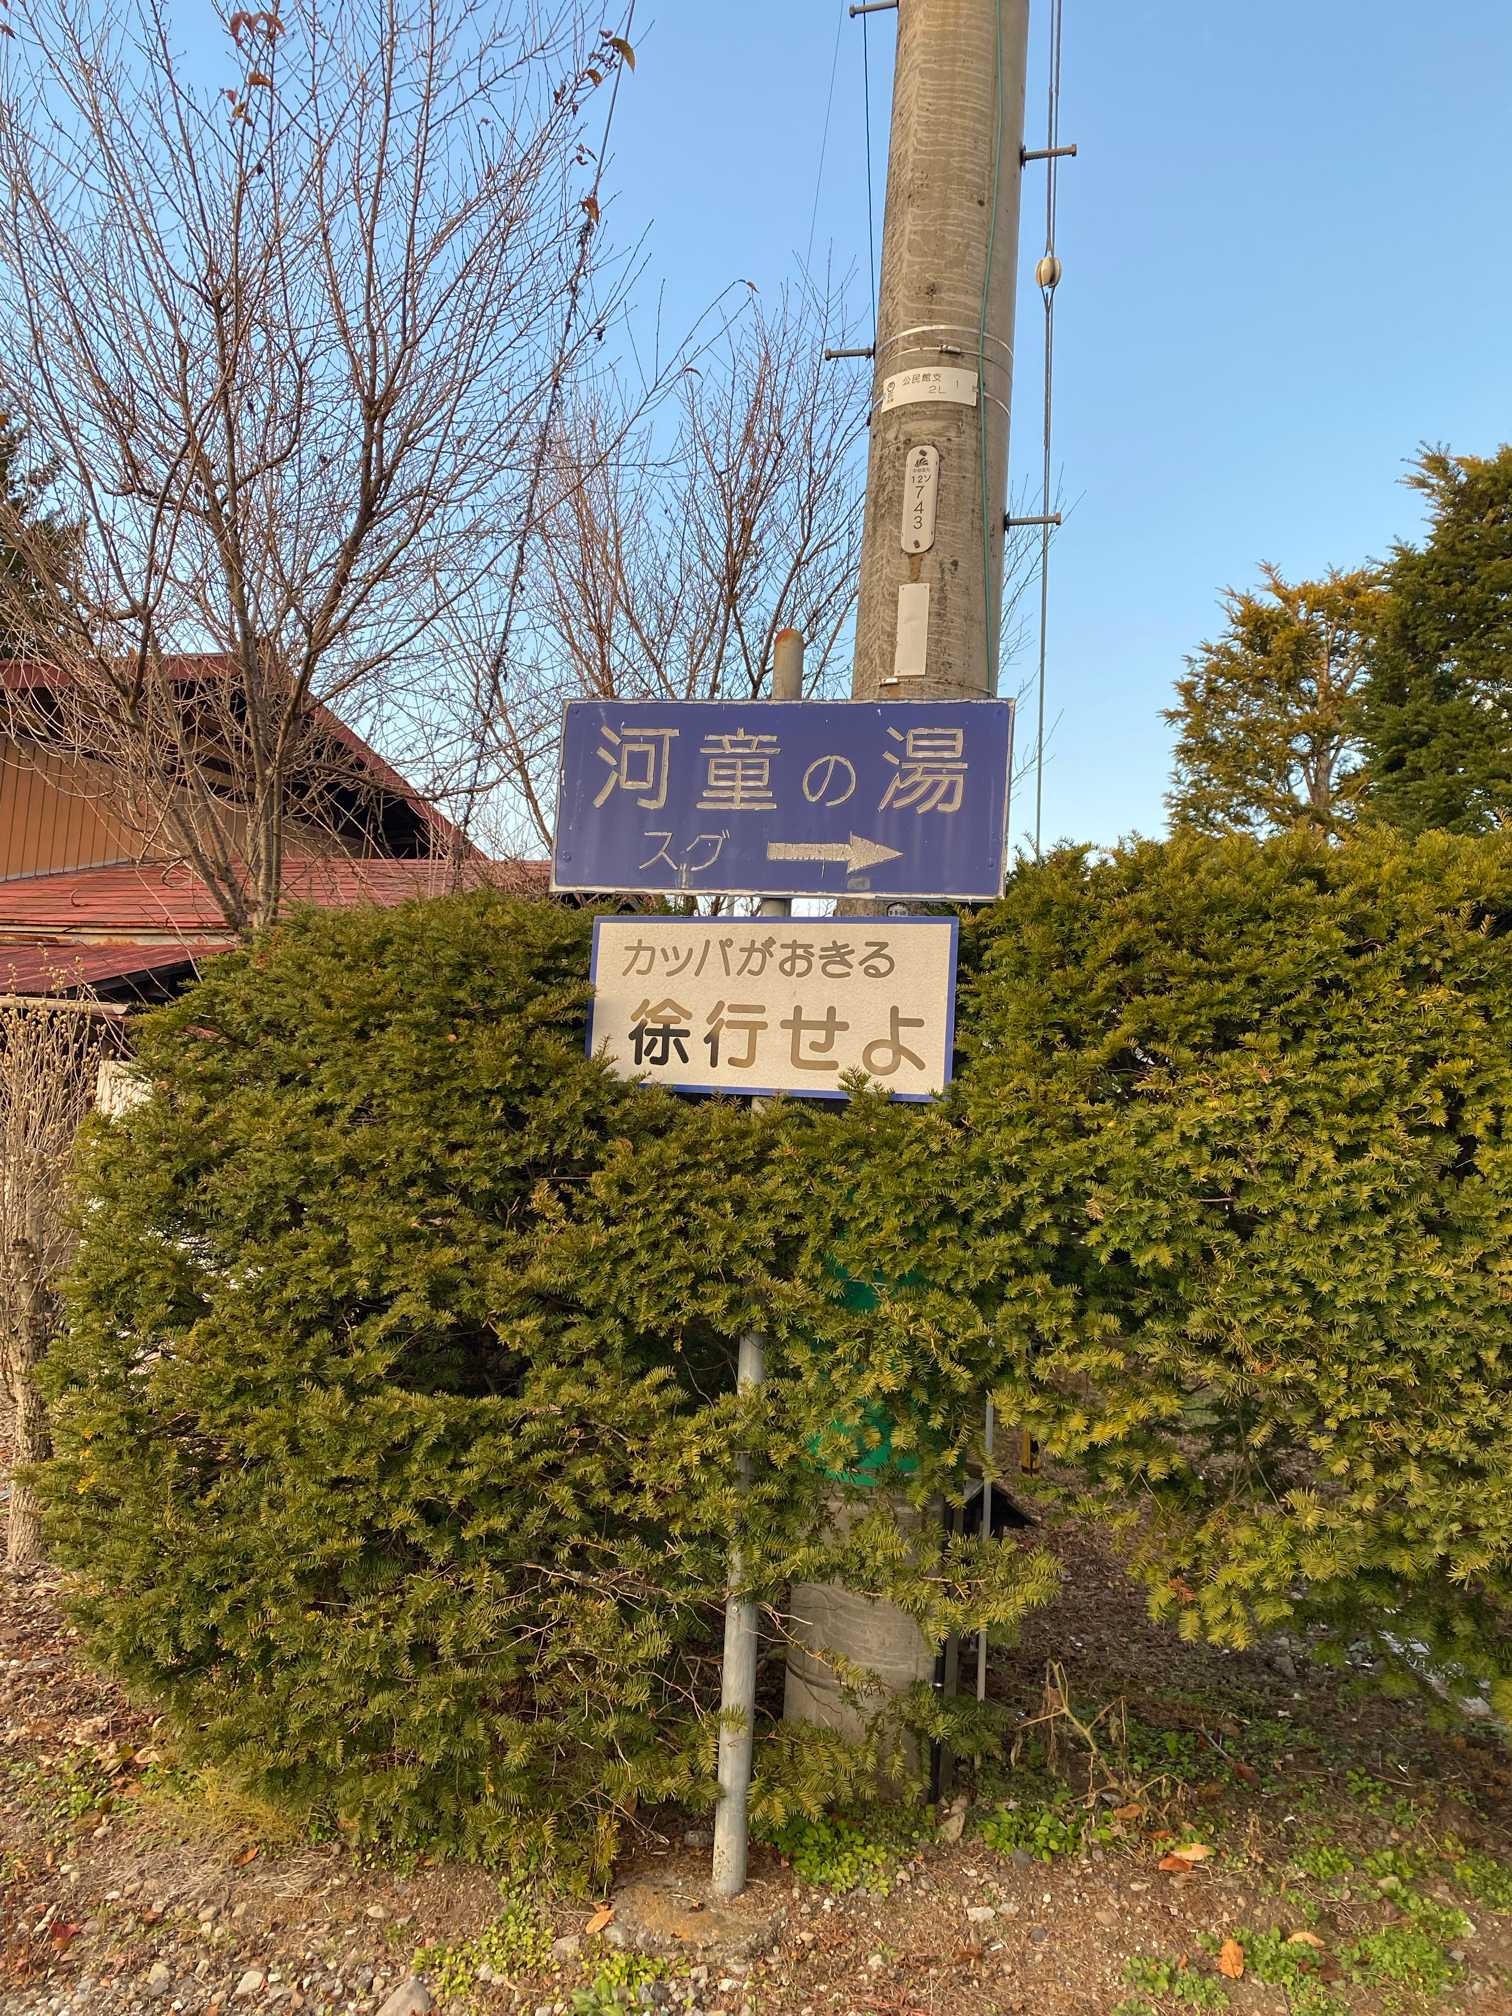 公民館支 1
2L
12ソ
743
河童の湯
スグ
カッパがおきる
徐行せよ